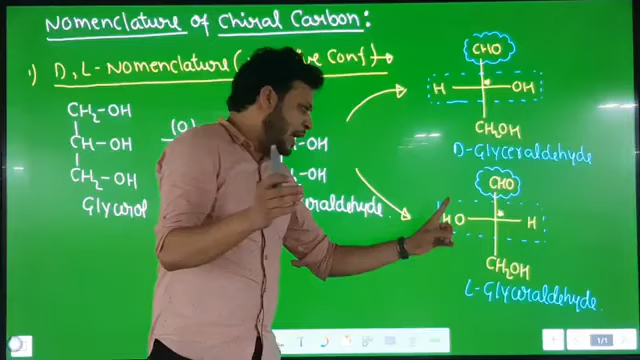 Nomenclature of Chiral Carbon:
1) D, L-Nomenclature ( ive Conf)
CH2-OH
CH-OH
CH2-OH
Glycerol
(O)
-OH
-OH
CHO
H OH
CH2OH
D-Glyceraldehyde
CHO
HO H
CH2OH
L-Glyceraldehyde
1/1